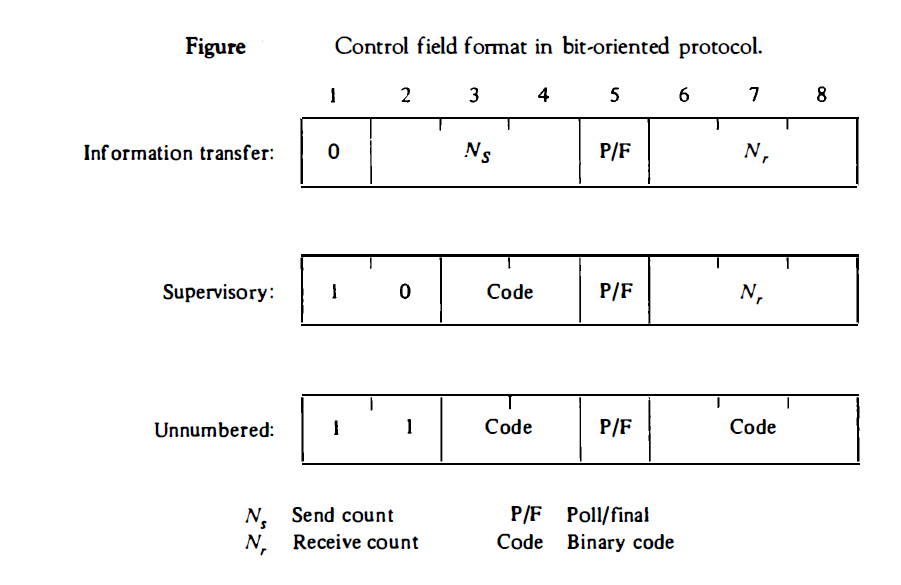 Figure Control field format in bit-oriented protocol.
1 2 3 4 5 6 7 8
Information transfer: 0 Ns P/F Nr
Supervisory: 1 0 Code P/F Nr
Unnumbered: 1 1 Code P/F Code
Ns Send count P/F Poll/final
Nr Receive count Code Binary code